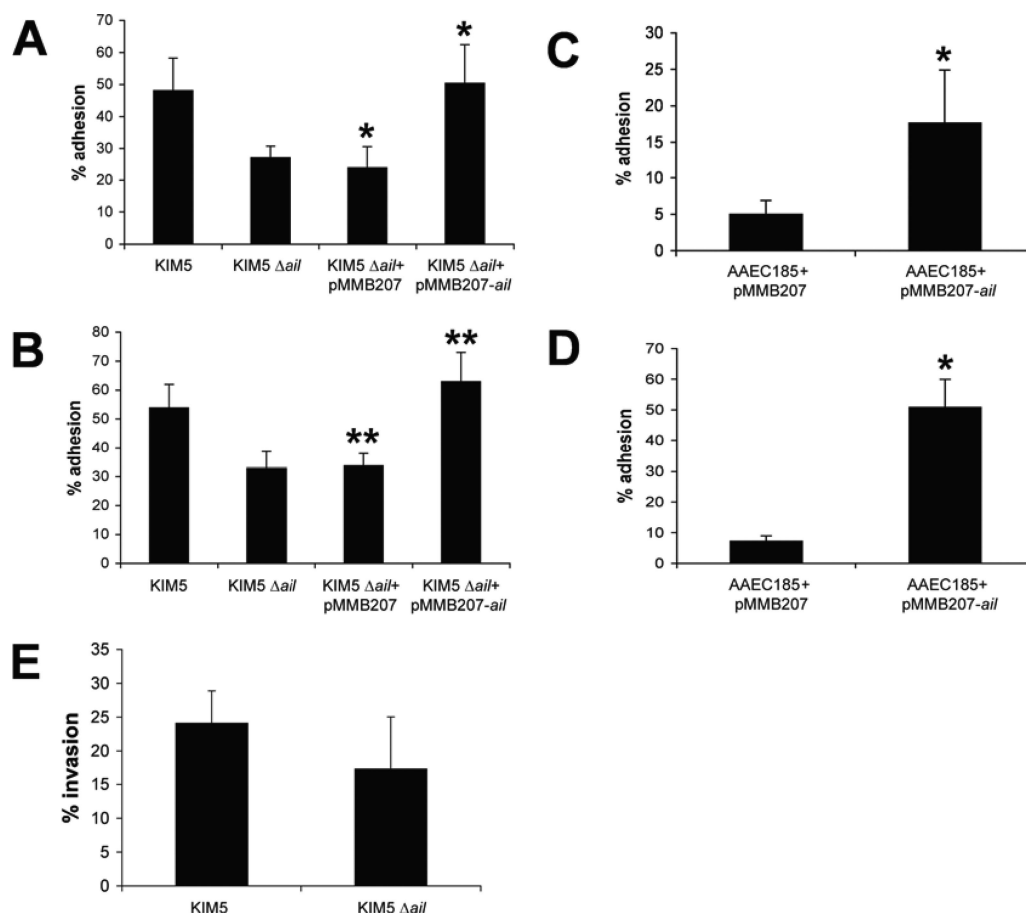 A
% adhesion
70
60
50
40
30
20
10
0
*
*
KIM5
KIM5 Δail
KIM5 Δail+
pMMB207
KIM5 Δail+
pMMB207-ail
B
% adhesion
80
70
60
50
40
30
20
10
0
**
**
KIM5
KIM5 Δail
KIM5 Δail+
pMMB207
KIM5 Δail+
pMMB207-ail
C
% adhesion
30
25
20
15
10
5
0
*
AAEC185+
pMMB207
AAEC185+
pMMB207-ail
D
% adhesion
70
60
50
40
30
20
10
0
*
AAEC185+
pMMB207
AAEC185+
pMMB207-ail
E
% invasion
35
30
25
20
15
10
5
0
KIM5
KIM5 Δail